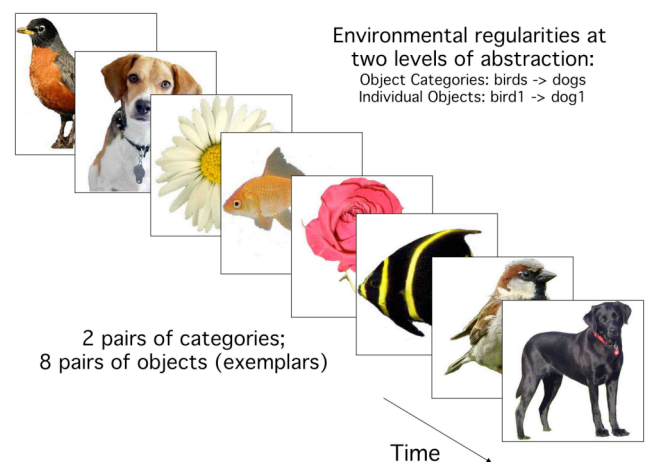 Environmental regularities at
two levels of abstraction:
Object Categories: birds -> dogs
Individual Objects: bird1 -> dog1
2 pairs of categories;
8 pairs of objects (exemplars)
Time